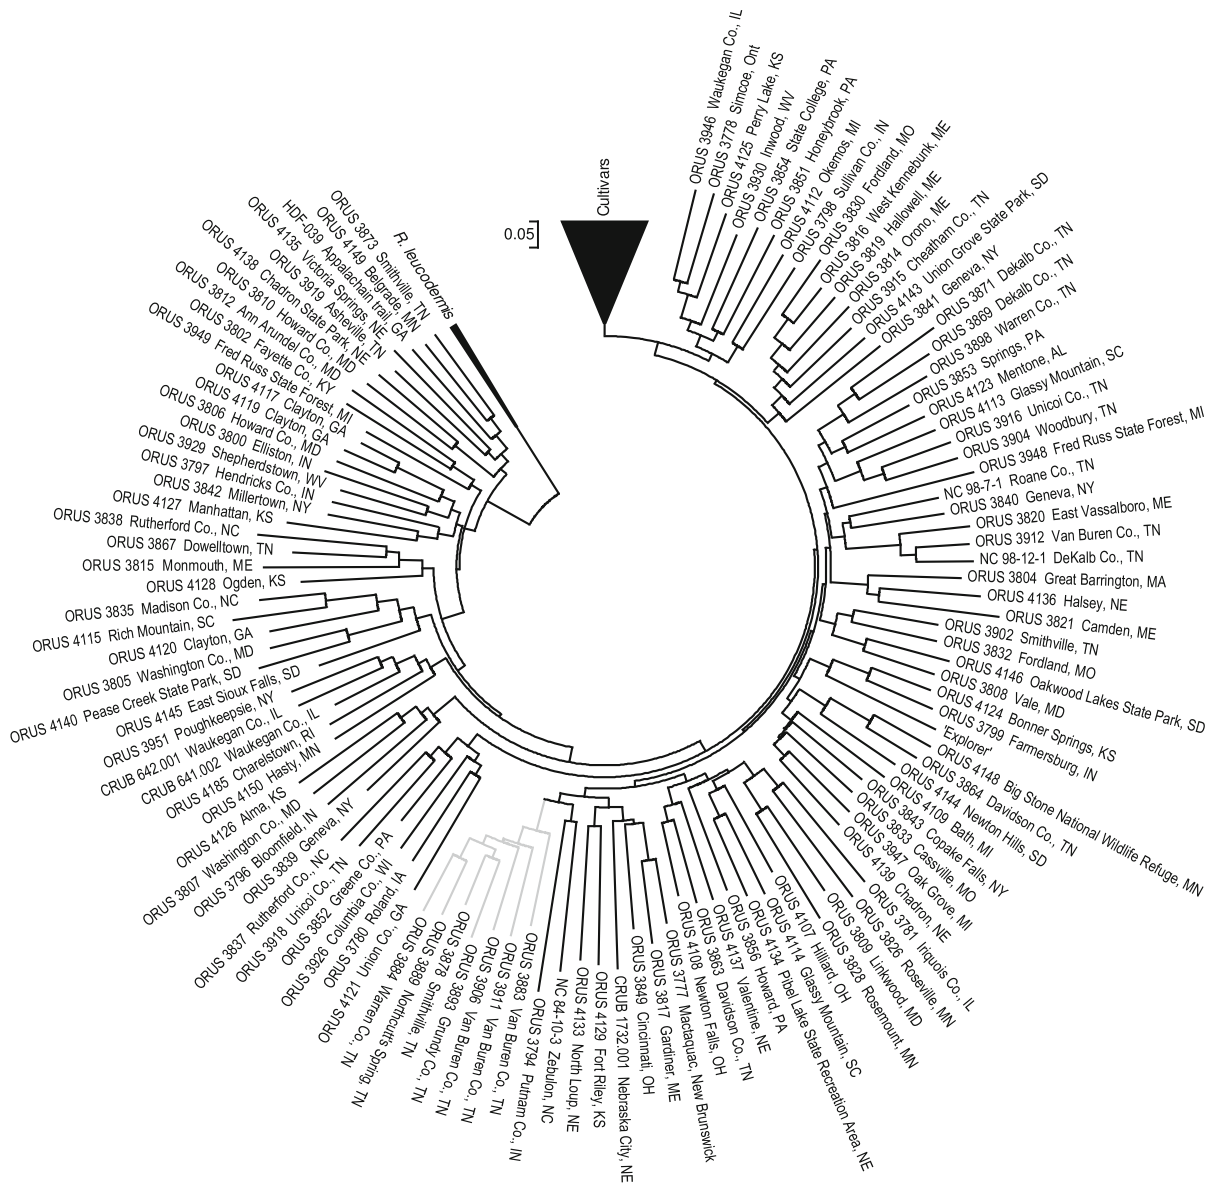 Cultivars
0.05
ORUS 3946 Waukegan Co., IL
ORUS 3778 Simcoe, Ont
ORUS 4125 Perry Lake, KS
ORUS 3930 Inwood, WV
ORUS 3854 State College, PA
ORUS 3851 Honeybrook, PA
ORUS 4112 Okemos, MI
ORUS 3798 Sullivan Co., IN
ORUS 3830 Fordland, MO
ORUS 3816 West Kennebunk, ME
ORUS 3819 Hallowell, ME
ORUS 3814 Orono, ME
ORUS 3915 Cheatham Co., TN
ORUS 4143 Union Grove State Park, SD
ORUS 3841 Geneva, NY
ORUS 3871 Dekalb Co., TN
ORUS 3869 Dekalb Co., TN
ORUS 3898 Warren Co., TN
ORUS 3853 Springs, PA
ORUS 4123 Mentone, AL
ORUS 4113 Glassy Mountain, SC
ORUS 3916 Unicoi Co., TN
ORUS 3904 Woodbury, TN
ORUS 3948 Fred Russ State Forest, MI
NC 98-7-1 Roane Co., TN
ORUS 3840 Geneva, NY
ORUS 3820 East Vassalboro, ME
ORUS 3912 Van Buren Co., TN
NC 98-12-1 DeKalb Co., TN
ORUS 3804 Great Barrington, MA
ORUS 4136 Halsey, NE
ORUS 3821 Camden, ME
ORUS 3902 Smithville, TN
ORUS 3832 Fordland, MO
ORUS 4146 Oakwood Lakes State Park, SD
ORUS 3808 Vale, MD
ORUS 4124 Bonner Springs, KS
ORUS 3799 Farmersburg, IN
'Explorer'
ORUS 4148 Big Stone National Wildlife Refuge, MN
ORUS 3864 Davidson Co., TN
ORUS 4144 Newton Hills, SD
ORUS 4109 Bath, MI
ORUS 3843 Copake Falls, NY
ORUS 3833 Cassville, MO
ORUS 3947 Oak Grove, MI
ORUS 4139 Chadron, NE
ORUS 3781 Iriquois Co., IL
ORUS 3826 Roseville, MN
ORUS 3809 Linkwood, MD
ORUS 3828 Rosemount, MN
ORUS 4107 Hilliard, OH
ORUS 4114 Glassy Mountain, SC
ORUS 4134 Pibel Lake State Recreation Area, NE
ORUS 3856 Howard, PA
ORUS 4137 Valentine, NE
ORUS 3863 Davidson Co., TN
ORUS 4108 Newton Falls, OH
ORUS 3777 Mactaquac, New Brunswick
ORUS 3817 Gardiner, ME
ORUS 3849 Cincinnati, OH
CRUB 1732.001 Nebraska City, NE
ORUS 4129 Fort Riley, KS
ORUS 4133 North Loup, NE
NC 84-10-3 Zebulon, NC
ORUS 3794 Putnam Co., IN
ORUS 3883 Van Buren Co., TN
ORUS 3911 Van Buren Co., TN
ORUS 3906 Van Buren Co., TN
ORUS 3893 Grundy Co., TN
ORUS 3878 Smithville, TN
ORUS 3889 Northcutts Spring, TN
ORUS 3884 Warren Co., TN
ORUS 4121 Union Co., GA
ORUS 3780 Roland, IA
ORUS 3926 Columbia Co., WI
ORUS 3852 Greene Co., PA
ORUS 3918 Unicoi Co., TN
ORUS 3837 Rutherford Co., NC
ORUS 3839 Geneva, NY
ORUS 3796 Bloomfield, IN
ORUS 3807 Washington Co., MD
ORUS 4126 Alma, KS
ORUS 4150 Hasty, MN
ORUS 4185 Charelstown, RI
CRUB 641.002 Waukegan Co., IL
CRUB 642.001 Waukegan Co., IL
ORUS 3951 Poughkeepsie, NY
ORUS 4145 East Sioux Falls, SD
ORUS 4140 Pease Creek State Park, SD
ORUS 3805 Washington Co., MD
ORUS 4120 Clayton, GA
ORUS 4115 Rich Mountain, SC
ORUS 3835 Madison Co., NC
ORUS 4128 Ogden, KS
ORUS 3815 Monmouth, ME
ORUS 3867 Dowelltown, TN
ORUS 3838 Rutherford Co., NC
ORUS 4127 Manhattan, KS
ORUS 3842 Millertown, NY
ORUS 3797 Hendricks Co., IN
ORUS 3929 Shepherdstown, WV
ORUS 3800 Elliston, IN
ORUS 3806 Howard Co., MD
ORUS 4119 Clayton, GA
ORUS 4117 Clayton, GA
ORUS 3949 Fred Russ State Forest, MI
ORUS 3802 Fayette Co., KY
ORUS 3812 Ann Arundel Co., MD
ORUS 3810 Howard Co., MD
ORUS 4138 Chadron State Park, NE
ORUS 3919 Asheville, TN
ORUS 4135 Victoria Springs, NE
HDF-039 Appalachain trail, GA
ORUS 4149 Belgrade, MN
ORUS 3873 Smithville, TN
R. leucodermis